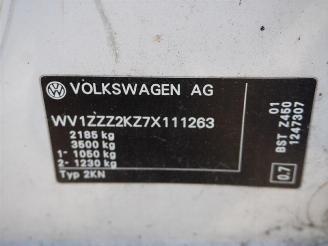 VOLKSWAGEN AG
WV1ZZZ2KZ7X111263
2185 kg
3500 kg
1- 1050 kg
2- 1230 kg
Typ 2KN
01
BST Z450
1247307
0.7